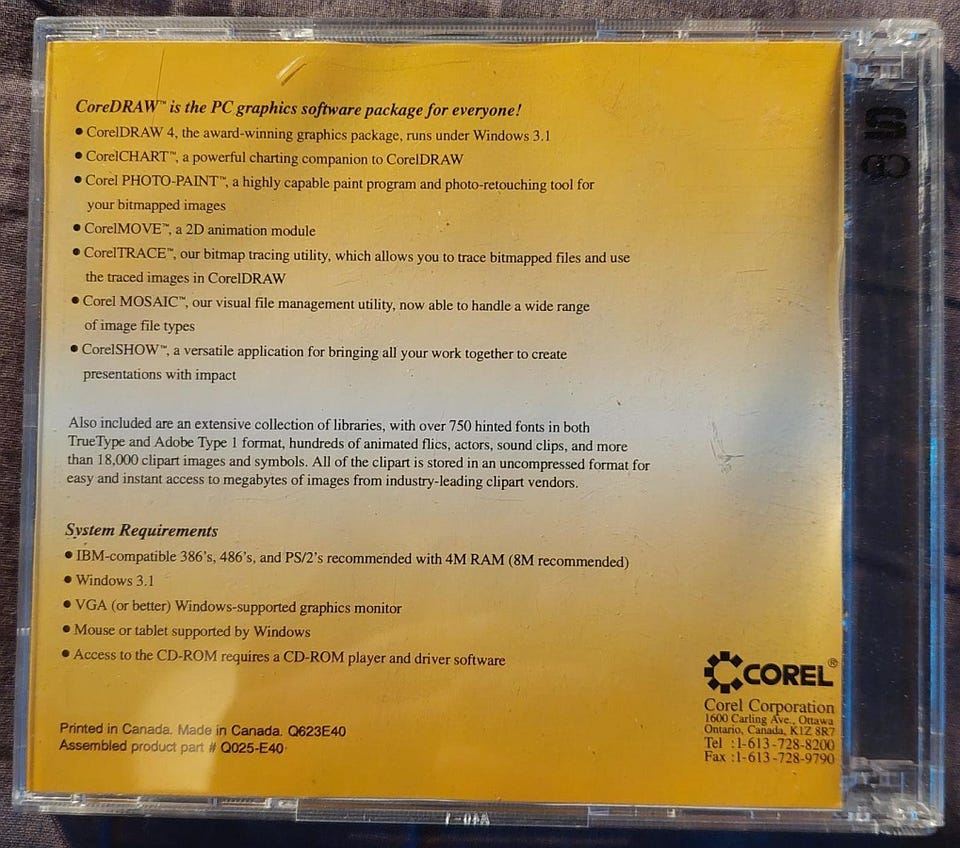 CoreDRAW™ is the PC graphics software package for everyone!
• CorelDRAW 4, the award-winning graphics package, runs under Windows 3.1
• CorelCHART™, a powerful charting companion to CorelDRAW
• Corel PHOTO-PAINT™, a highly capable paint program and photo-retouching tool for
your bitmapped images
• CorelMOVE™, a 2D animation module
• CorelTRACE™, our bitmap tracing utility, which allows you to trace bitmapped files and use
the traced images in CorelDRAW
• Corel MOSAIC™, our visual file management utility, now able to handle a wide range
of image file types
• CorelSHOW™, a versatile application for bringing all your work together to create
presentations with impact
Also included are an extensive collection of libraries, with over 750 hinted fonts in both
TrueType and Adobe Type 1 format, hundreds of animated flics, actors, sound clips, and more
than 18,000 clipart images and symbols. All of the clipart is stored in an uncompressed format for
easy and instant access to megabytes of images from industry-leading clipart vendors.
System Requirements
• IBM-compatible 386's, 486's, and PS/2's recommended with 4M RAM (8M recommended)
• Windows 3.1
• VGA (or better) Windows-supported graphics monitor
• Mouse or tablet supported by Windows
• Access to the CD-ROM requires a CD-ROM player and driver software
Printed in Canada. Made in Canada. Q623E40
Assembled product part # Q025-E40
COREL®
Corel Corporation
1600 Carling Ave., Ottawa
Ontario, Canada, K1Z 8R7
Tel :1-613-728-8200
Fax :1-613-728-9790
2